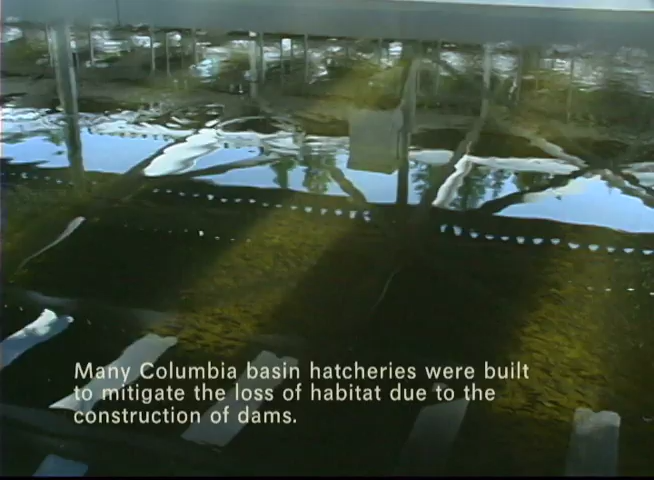 Many Columbia basin hatcheries were built
to mitigate the loss of habitat due to the
construction of dams.